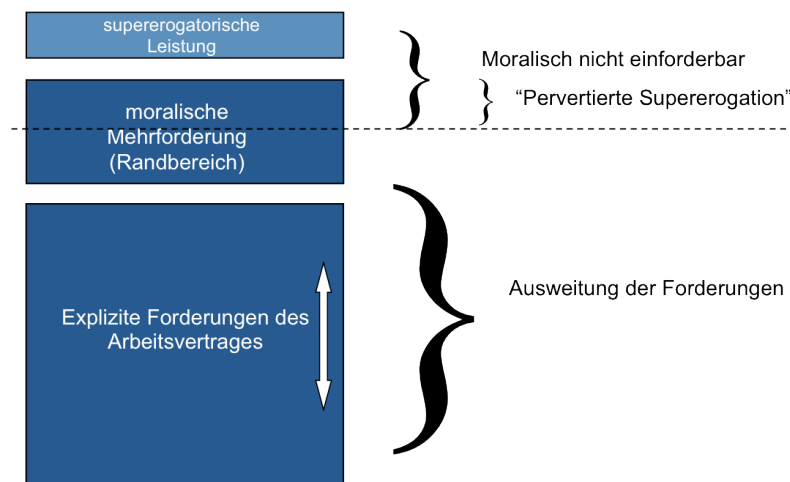 supererogatorische
Leistung
Moralisch nicht einforderbar
“Pervertierte Supererogation”
moralische
Mehrforderung
(Randbereich)
Explizite Forderungen des
Arbeitsvertrages
Ausweitung der Forderungen